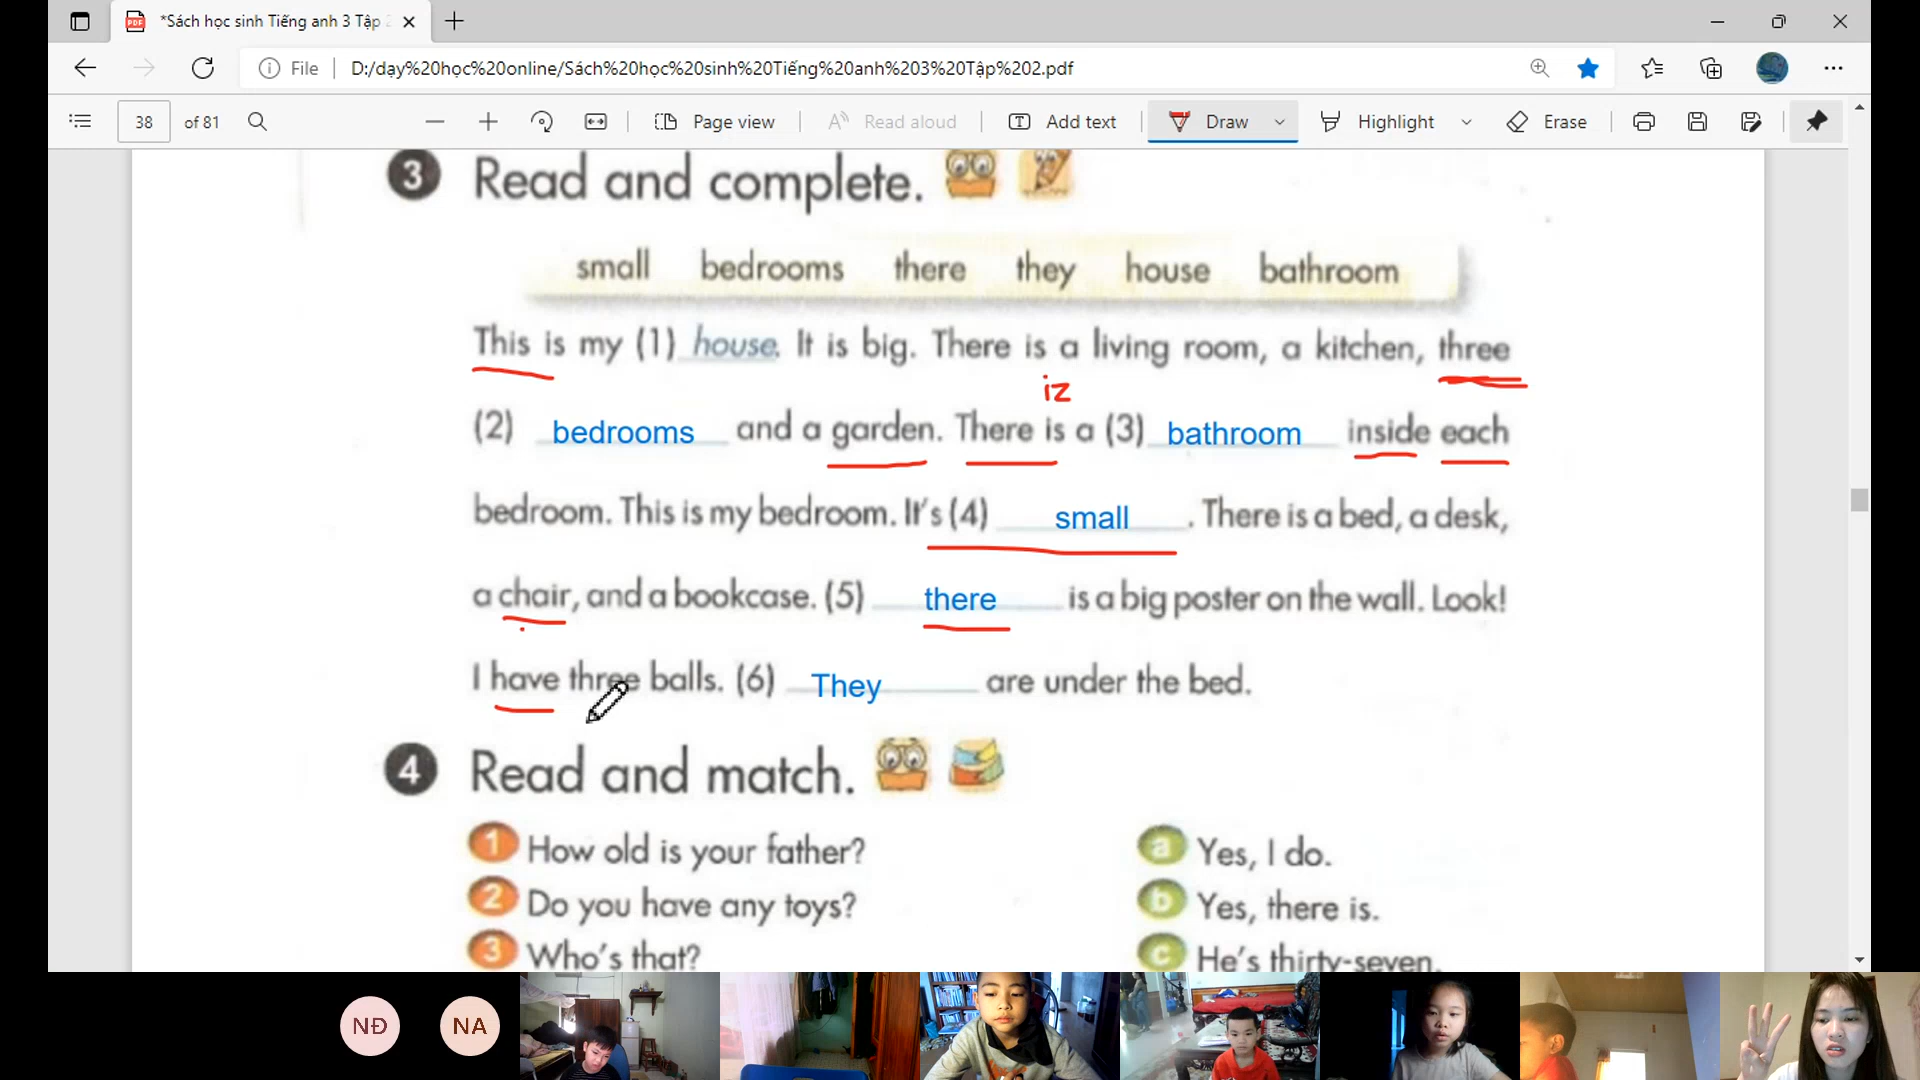 *Sách học sinh Tiếng anh 3 Tập
File D:/dạy%20học%20online/Sách%20học%20sinh%20Tiếng%20anh%203%20Tập%202.pdf
38 of 81 Page view Read aloud Add text Draw Highlight Erase
3 Read and complete.
small bedrooms there they house bathroom
This is my (1) house. It is big. There is a living room, a kitchen, three
iz
(2) bedrooms and a garden. There is a (3) bathroom inside each
bedroom. This is my bedroom. It's (4) small . There is a bed, a desk,
a chair, and a bookcase. (5) there is a big poster on the wall. Look!
I have three balls. (6) They are under the bed.
4 Read and match.
1 How old is your father? a Yes, I do.
2 Do you have any toys? b Yes, there is.
3 Who's that? c He's thirty-seven.
NĐ NA